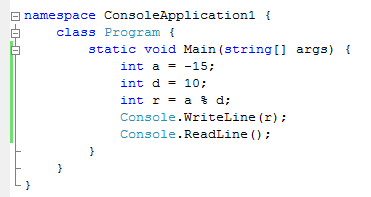 namespace ConsoleApplication1 {
class Program {
static void Main(string[] args) {
int a = -15;
int d = 10;
int r = a % d;
Console.WriteLine(r);
Console.ReadLine();
}
}
}